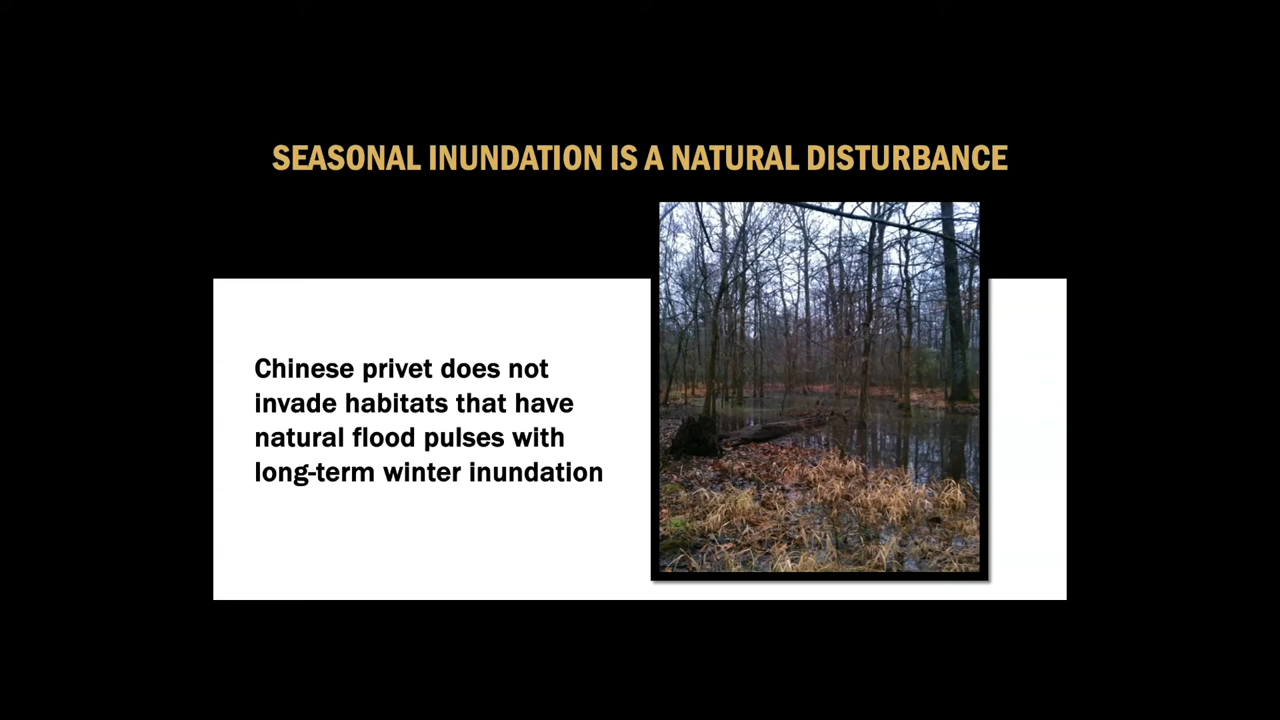 SEASONAL INUNDATION IS A NATURAL DISTURBANCE
Chinese privet does not
invade habitats that have
natural flood pulses with
long-term winter inundation